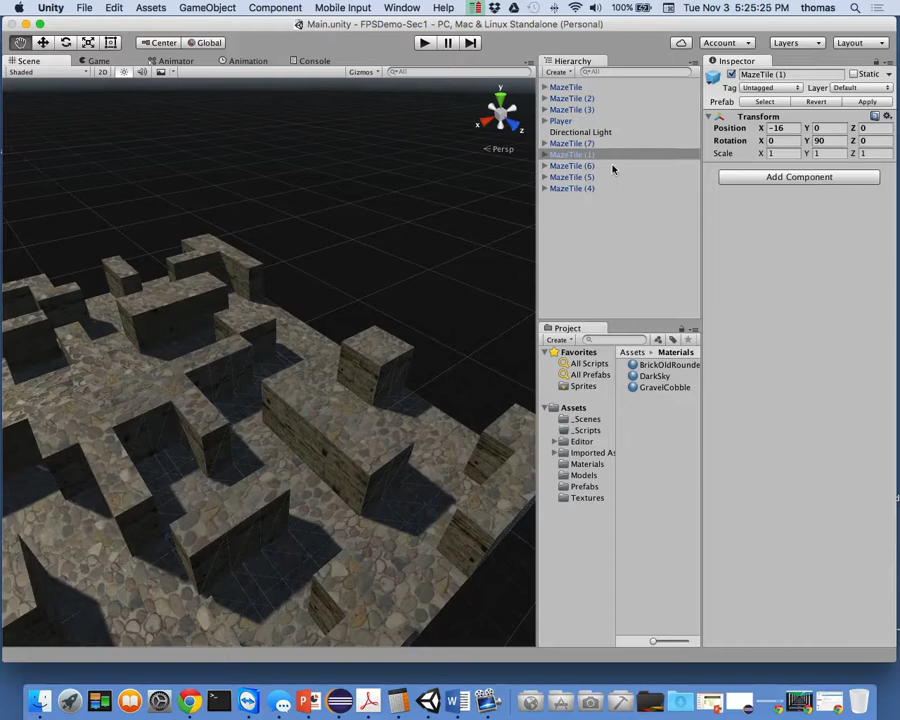 Unity File Edit Assets GameObject Component Mobile Input Window Help 100% Tue Nov 3 5:25:25 PM thomas
Main.unity - FPSDemo-Sec1 - PC, Mac & Linux Standalone (Personal)
Center Global Account Layers Layout
Scene Game Animator Animation Console
Shaded 2D Gizmos All
y
x
z
Persp
Hierarchy
Create All
MazeTile
MazeTile (2)
MazeTile (3)
Player
Directional Light
MazeTile (7)
MazeTile (1)
MazeTile (6)
MazeTile (5)
MazeTile (4)
Project
Create
Favorites
All Scripts
All Prefabs
Sprites
Assets
_Scenes
_Scripts
Editor
Imported As
Materials
Models
Prefabs
Textures
Assets Materials
BrickOldRounde
DarkSky
GravelCobble
Inspector
MazeTile (1) Static
Tag Untagged Layer Default
Prefab Select Revert Apply
Transform
Position X -16 Y 0 Z 0
Rotation X 0 Y 90 Z 0
Scale X 1 Y 1 Z 1
Add Component